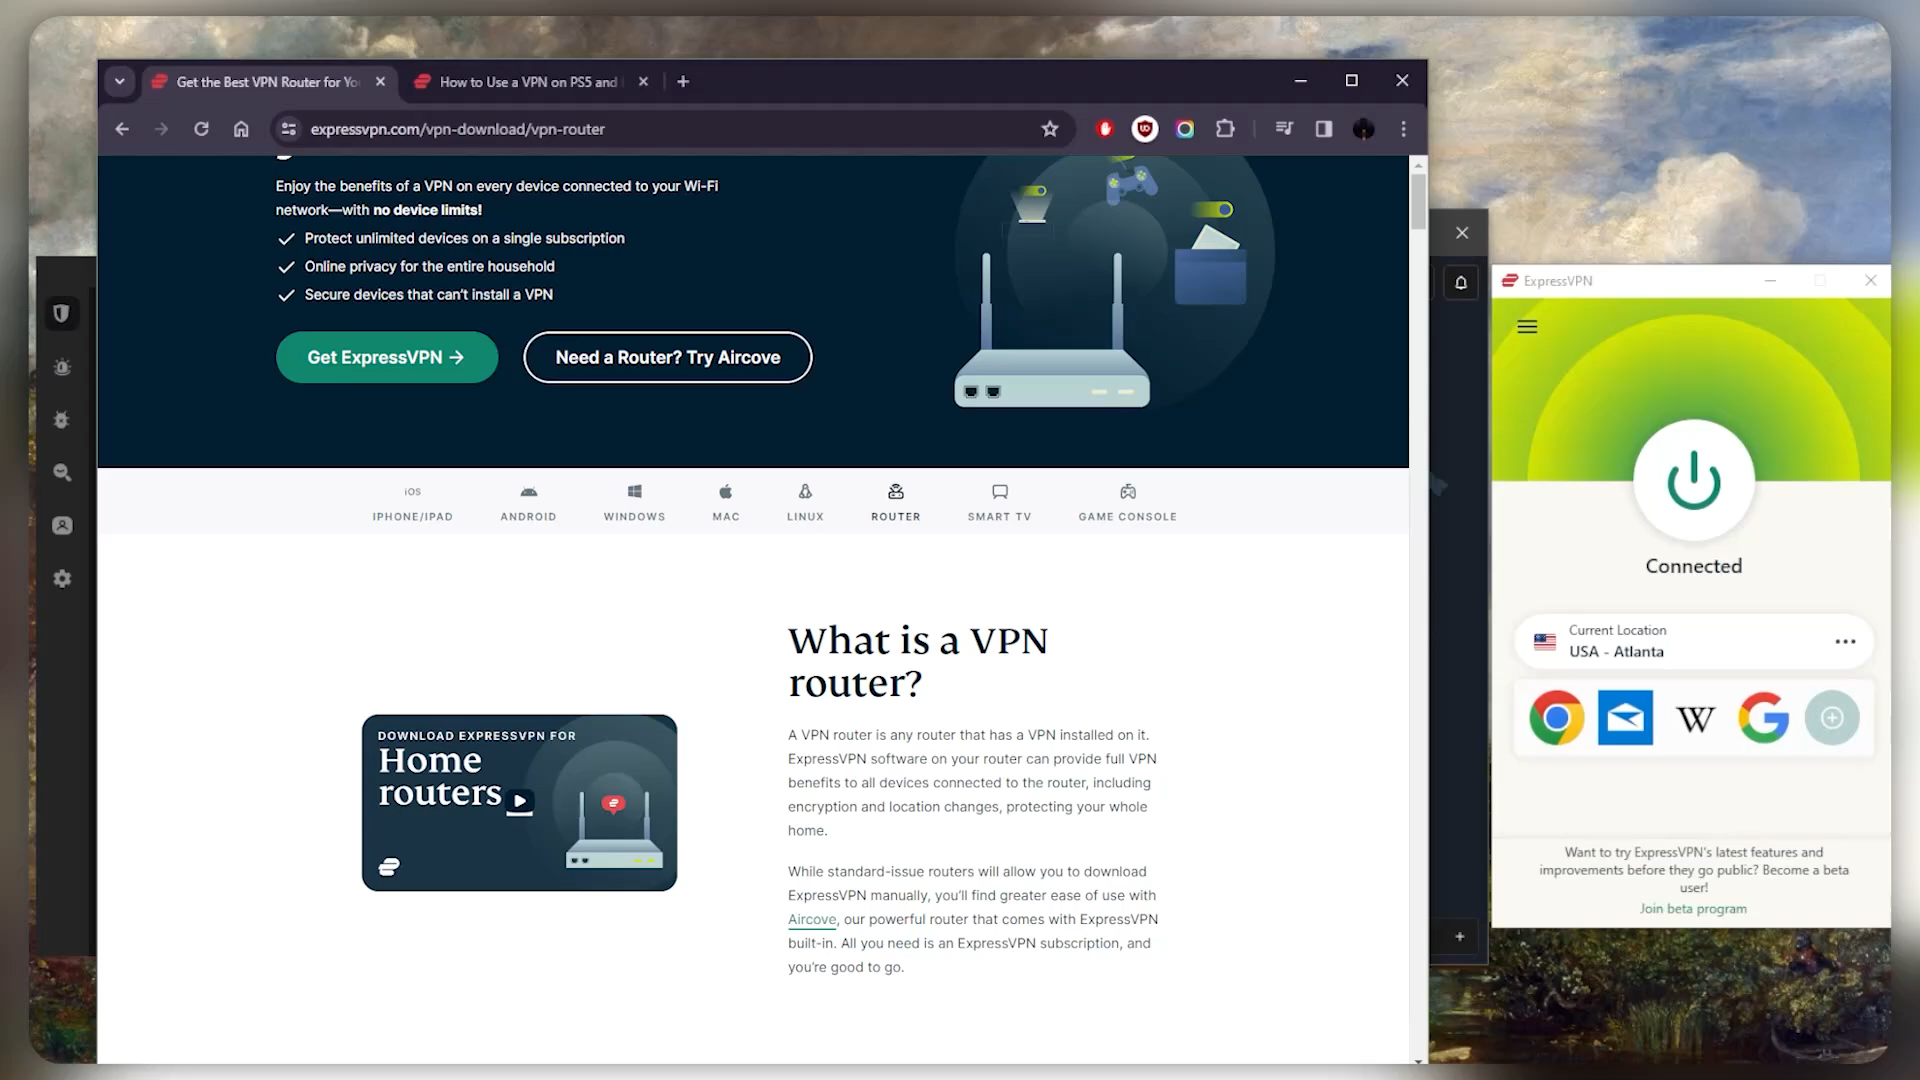 Get the Best VPN Router for Yo
How to Use a VPN on PS5 and
expressvpn.com/vpn-download/vpn-router
Enjoy the benefits of a VPN on every device connected to your Wi-Fi
network—with no device limits!
Protect unlimited devices on a single subscription
Online privacy for the entire household
Secure devices that can't install a VPN
Get ExpressVPN →
Need a Router? Try Aircove
iOS
IPHONE/IPAD
ANDROID
WINDOWS
MAC
LINUX
ROUTER
SMART TV
GAME CONSOLE
DOWNLOAD EXPRESSVPN FOR
Home
routers
What is a VPN
router?
A VPN router is any router that has a VPN installed on it.
ExpressVPN software on your router can provide full VPN
benefits to all devices connected to the router, including
encryption and location changes, protecting your whole
home.
While standard-issue routers will allow you to download
ExpressVPN manually, you'll find greater ease of use with
Aircove, our powerful router that comes with ExpressVPN
built-in. All you need is an ExpressVPN subscription, and
you're good to go.
ExpressVPN
Connected
Current Location
USA - Atlanta
W
Want to try ExpressVPN's latest features and
improvements before they go public? Become a beta
user!
Join beta program